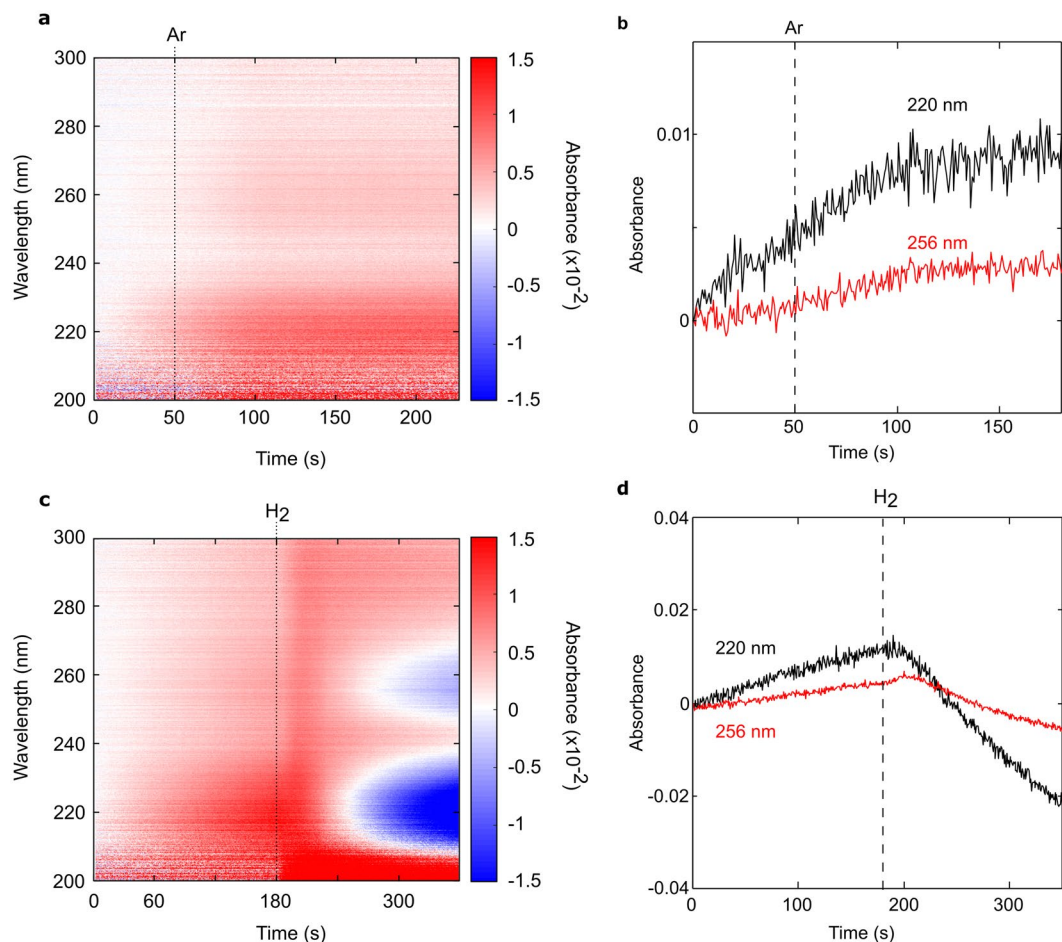 a
Ar
300
280
260
240
220
200
0
50
100
150
200
Wavelength (nm)
Time (s)
1.5
1
0.5
0
-0.5
-1
-1.5
Absorbance (x10-2)
b
Ar
0.01
0
220 nm
256 nm
Absorbance
0
50
100
150
Time (s)
c
H2
300
280
260
240
220
200
0
60
120
180
300
Wavelength (nm)
Time (s)
1.5
1
0.5
0
-0.5
-1
-1.5
Absorbance (x10-2)
d
H2
0.04
0.02
0
-0.02
-0.04
220 nm
256 nm
Absorbance
0
100
200
300
Time (s)